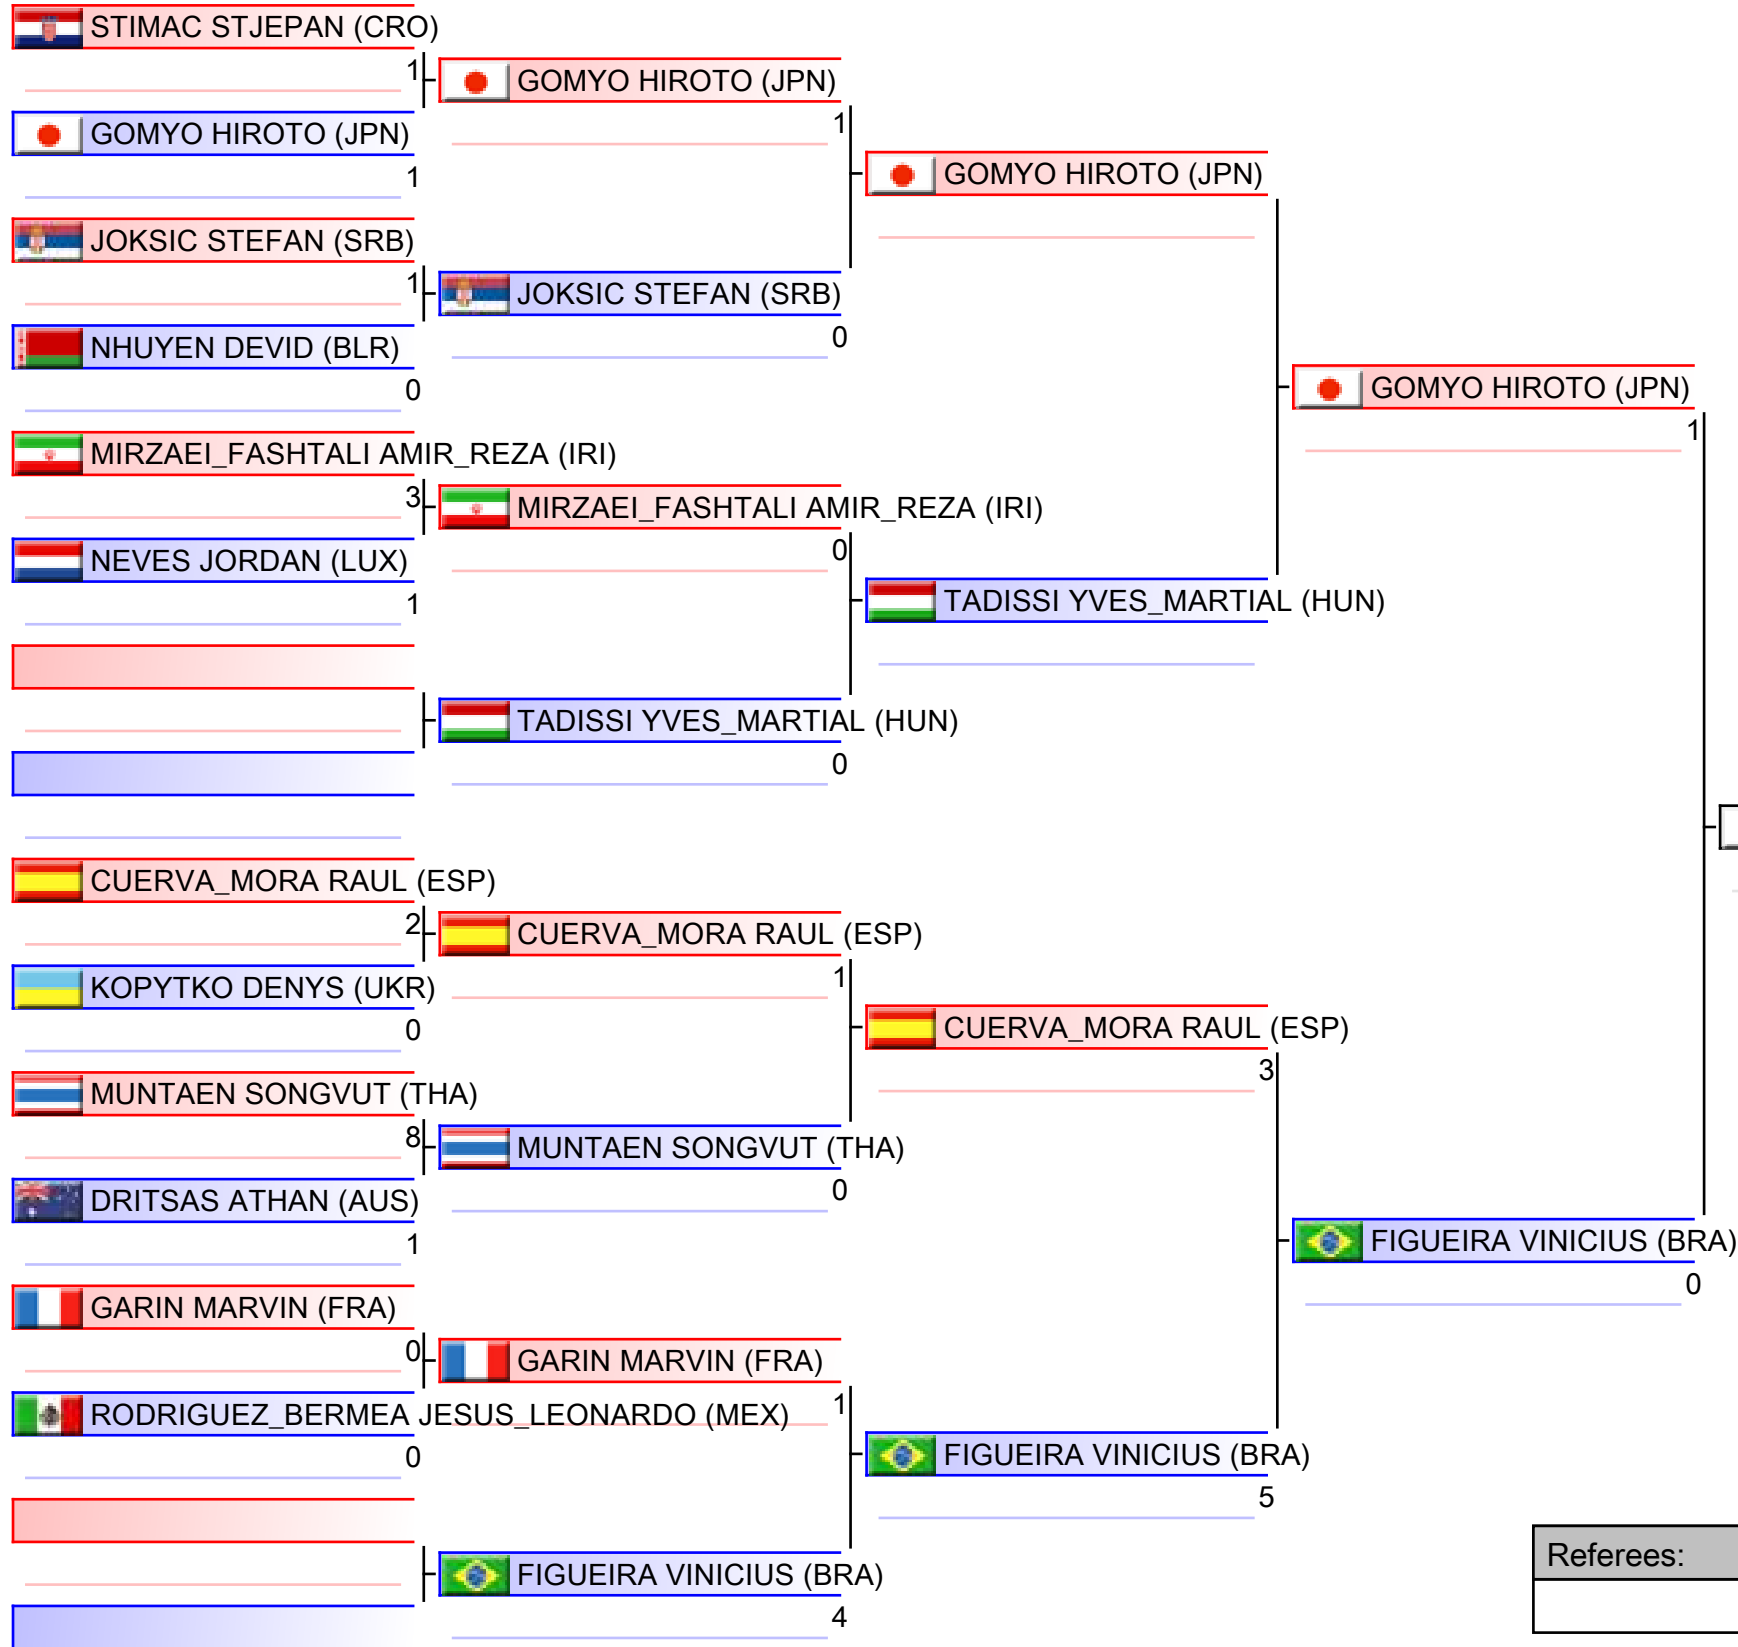 STIMAC STJEPAN (CRO)
1
GOMYO HIROTO (JPN)
GOMYO HIROTO (JPN)
1
1
GOMYO HIROTO (JPN)
JOKSIC STEFAN (SRB)
1
JOKSIC STEFAN (SRB)
0
NHUYEN DEVID (BLR)
0
GOMYO HIROTO (JPN)
1
MIRZAEI_FASHTALI AMIR_REZA (IRI)
3
MIRZAEI_FASHTALI AMIR_REZA (IRI)
0
NEVES JORDAN (LUX)
1
TADISSI YVES_MARTIAL (HUN)
TADISSI YVES_MARTIAL (HUN)
0
CUERVA_MORA RAUL (ESP)
2
CUERVA_MORA RAUL (ESP)
1
KOPYTKO DENYS (UKR)
0
CUERVA_MORA RAUL (ESP)
3
MUNTAEN SONGVUT (THA)
8
MUNTAEN SONGVUT (THA)
0
DRITSAS ATHAN (AUS)
1
FIGUEIRA VINICIUS (BRA)
0
GARIN MARVIN (FRA)
0
GARIN MARVIN (FRA)
1
RODRIGUEZ_BERMEA JESUS_LEONARDO (MEX)
0
FIGUEIRA VINICIUS (BRA)
5
FIGUEIRA VINICIUS (BRA)
4
Referees: